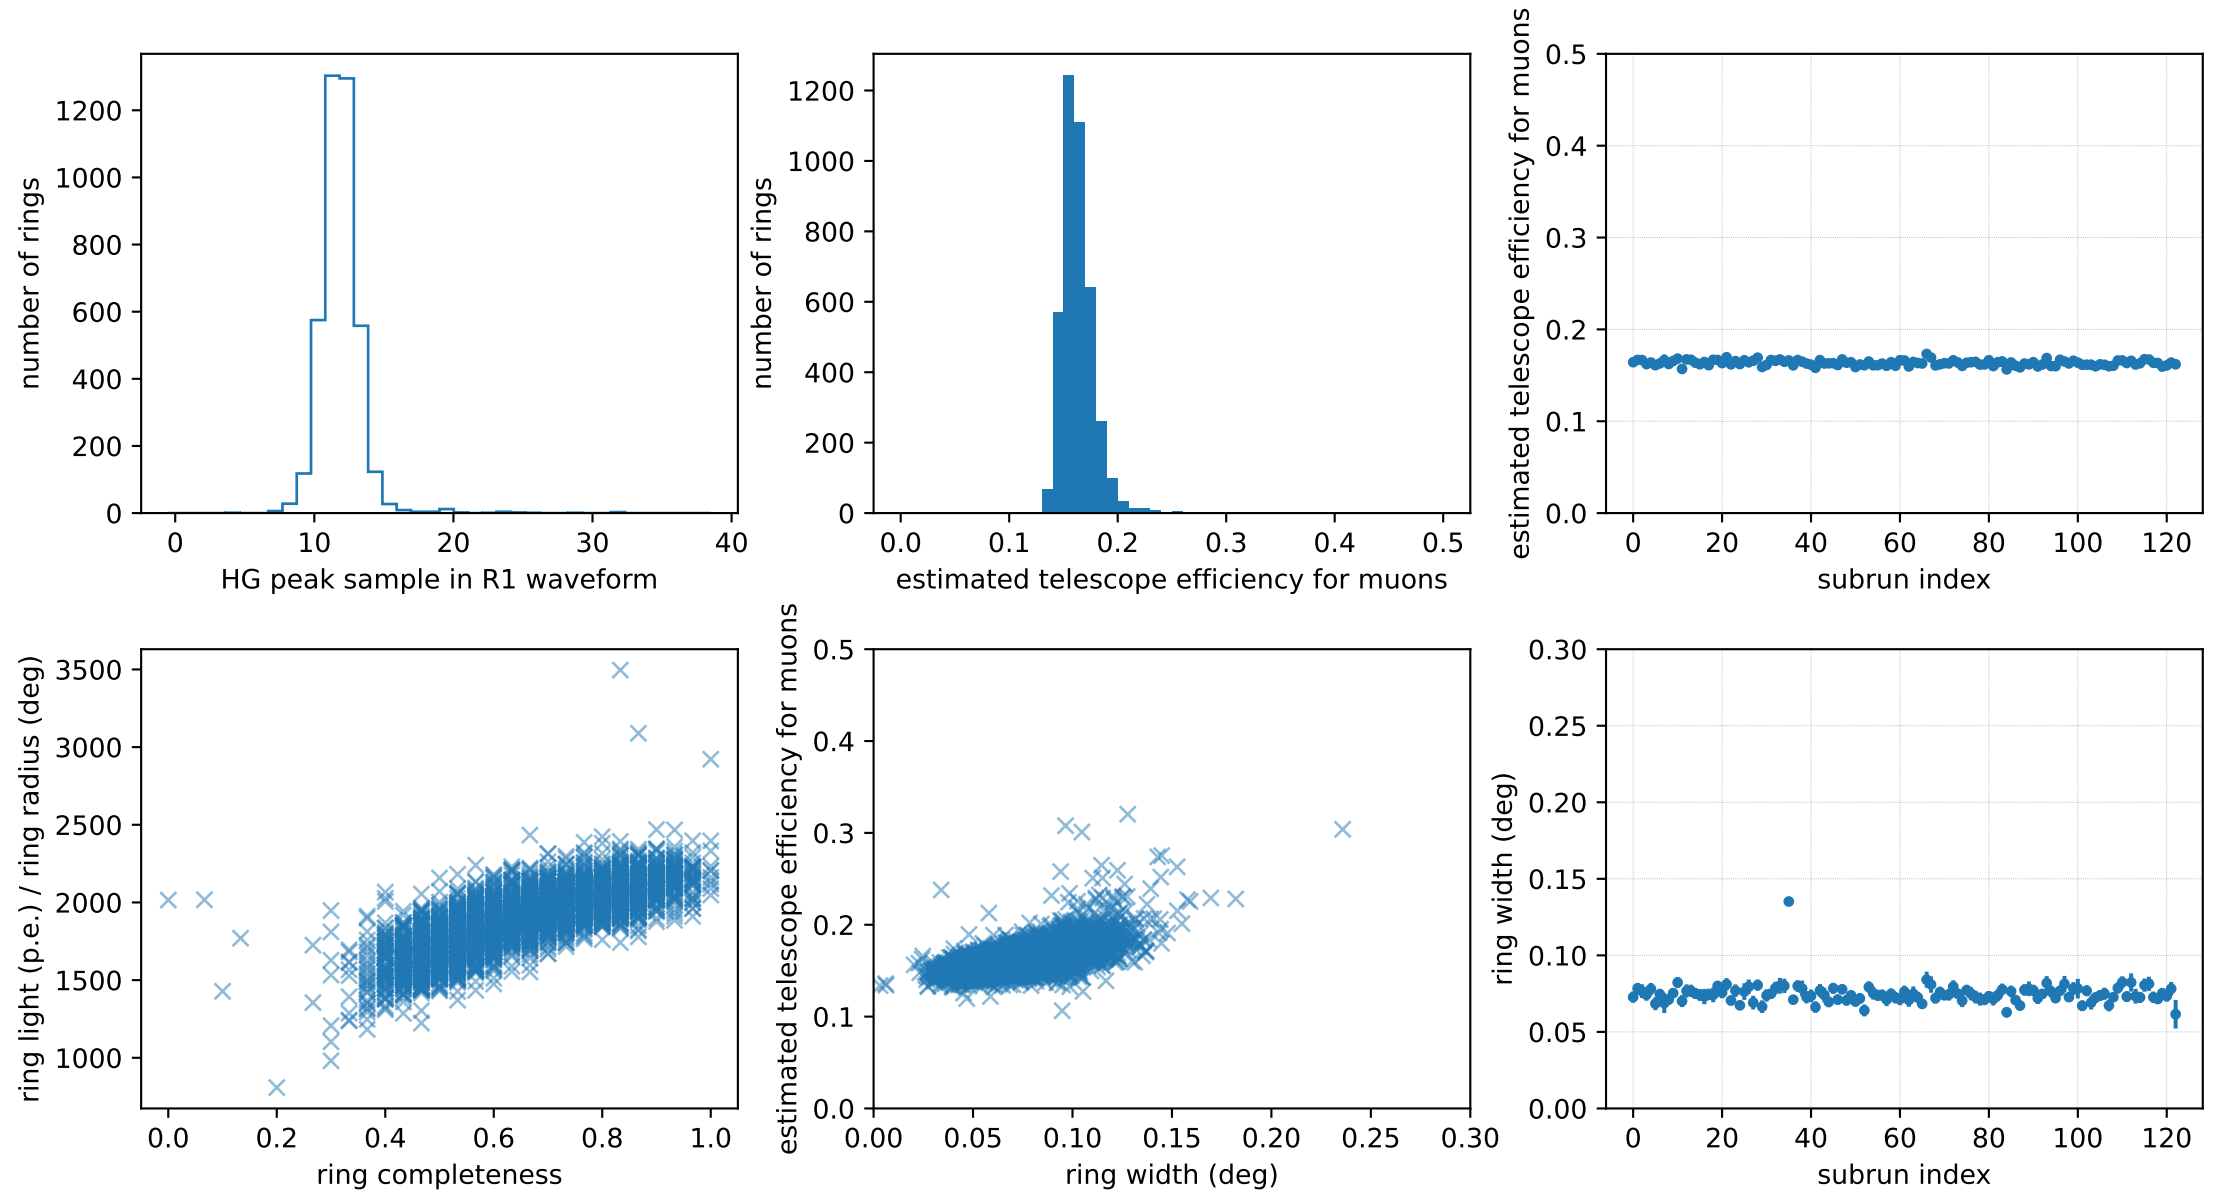 number of rings
0
200
400
600
800
1000
1200
0 10 20 30 40
HG peak sample in R1 waveform
number of rings
0
200
400
600
800
1000
1200
0.0 0.1 0.2 0.3 0.4 0.5
estimated telescope efficiency for muons
estimated telescope efficiency for muons
0.5
0.4
0.3
0.2
0.1
0.0
0 20 40 60 80 100 120
subrun index
ring light (p.e.) / ring radius (deg)
3500
3000
2500
2000
1500
1000
0.0 0.2 0.4 0.6 0.8 1.0
ring completeness
estimated telescope efficiency for muons
0.5
0.4
0.3
0.2
0.1
0.0
0.00 0.05 0.10 0.15 0.20 0.25 0.30
ring width (deg)
ring width (deg)
0.30
0.25
0.20
0.15
0.10
0.05
0.00
0 20 40 60 80 100 120
subrun index